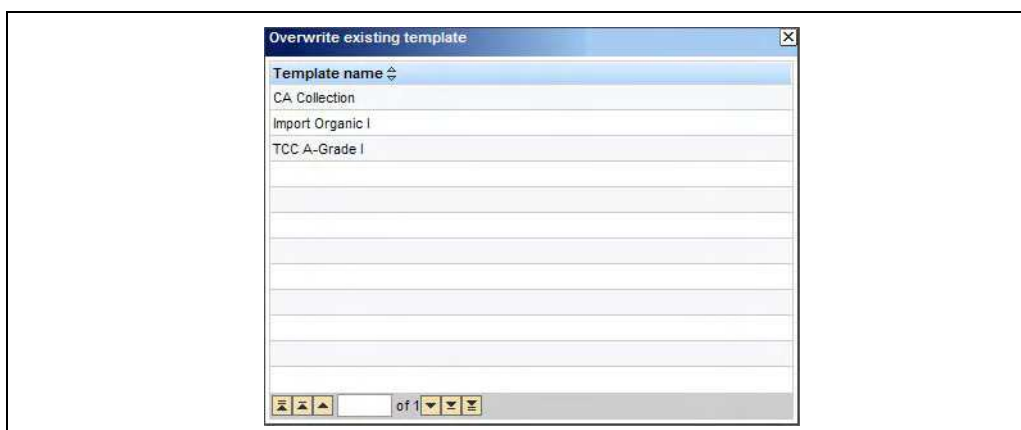 Overwrite existing template
Template name
CA Collection
Import Organic I
TCC A-Grade I
of 1